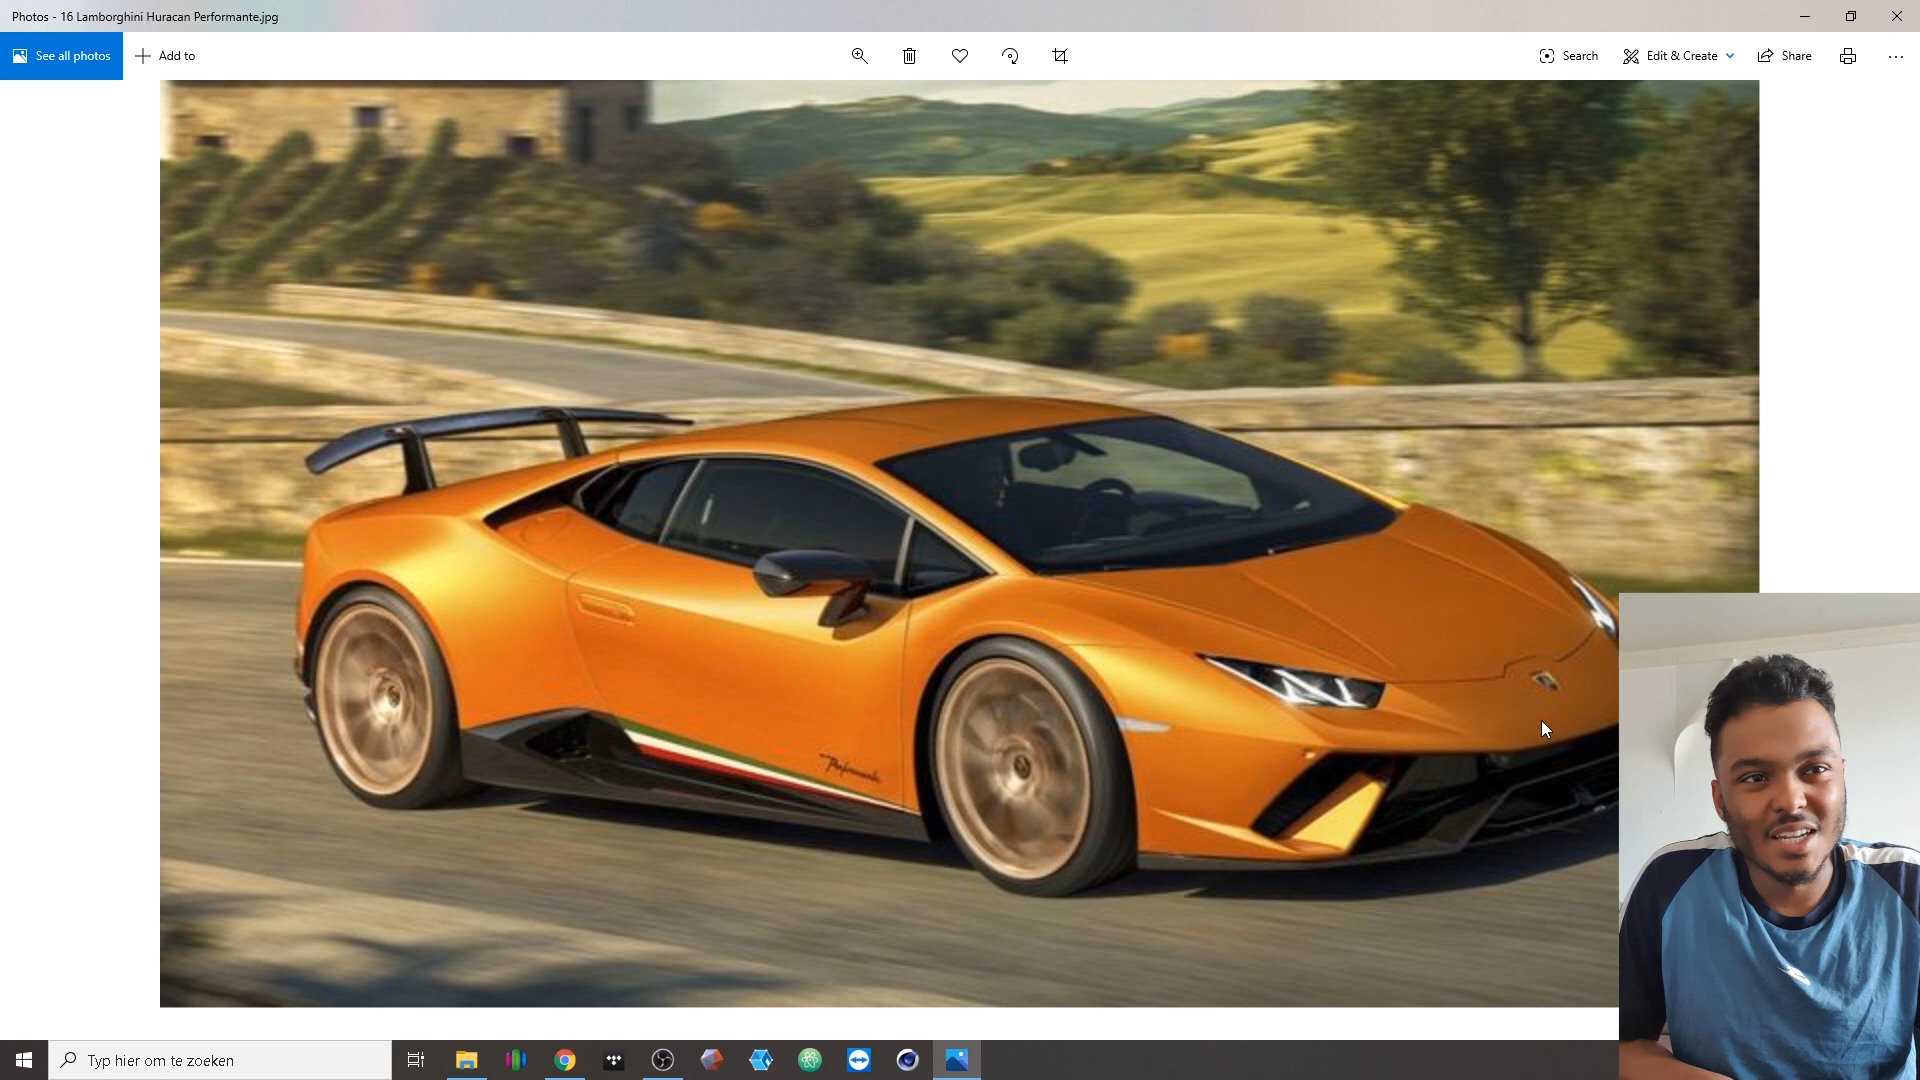 Photos - 16 Lamborghini Huracan Performante.jpg
See all photos
Add to
Search
Edit & Create
Share
Performante
Typ hier om te zoeken